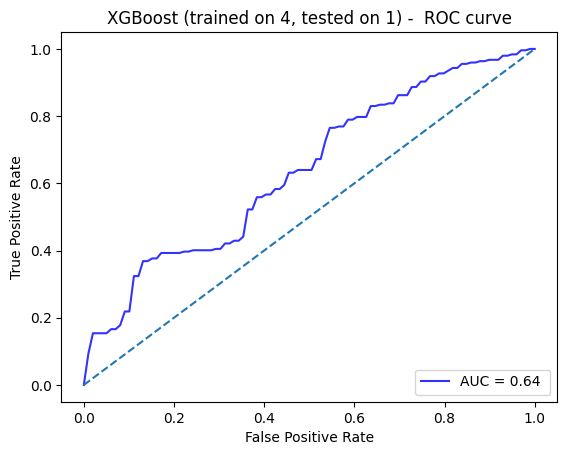 XGBoost (trained on 4, tested on 1) -  ROC curve
True Positive Rate
1.0
0.8
0.6
0.4
0.2
0.0
AUC = 0.64
0.0 0.2 0.4 0.6 0.8 1.0
False Positive Rate